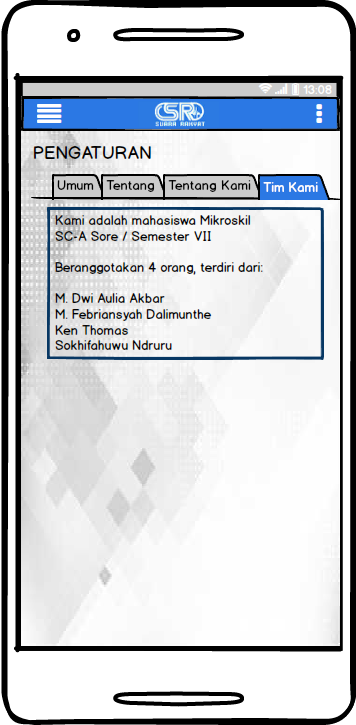 13:08
CSR
SUARA RAKYAT
PENGATURAN
Umum
Tentang
Tentang Kami
Tim Kami
Kami adalah mahasiswa Mikroskil
SC-A Sore / Semester VII
Beranggotakan 4 orang, terdiri dari:
M. Dwi Aulia Akbar
M. Febriansyah Dalimunthe
Ken Thomas
Sokhifahuwu Ndruru